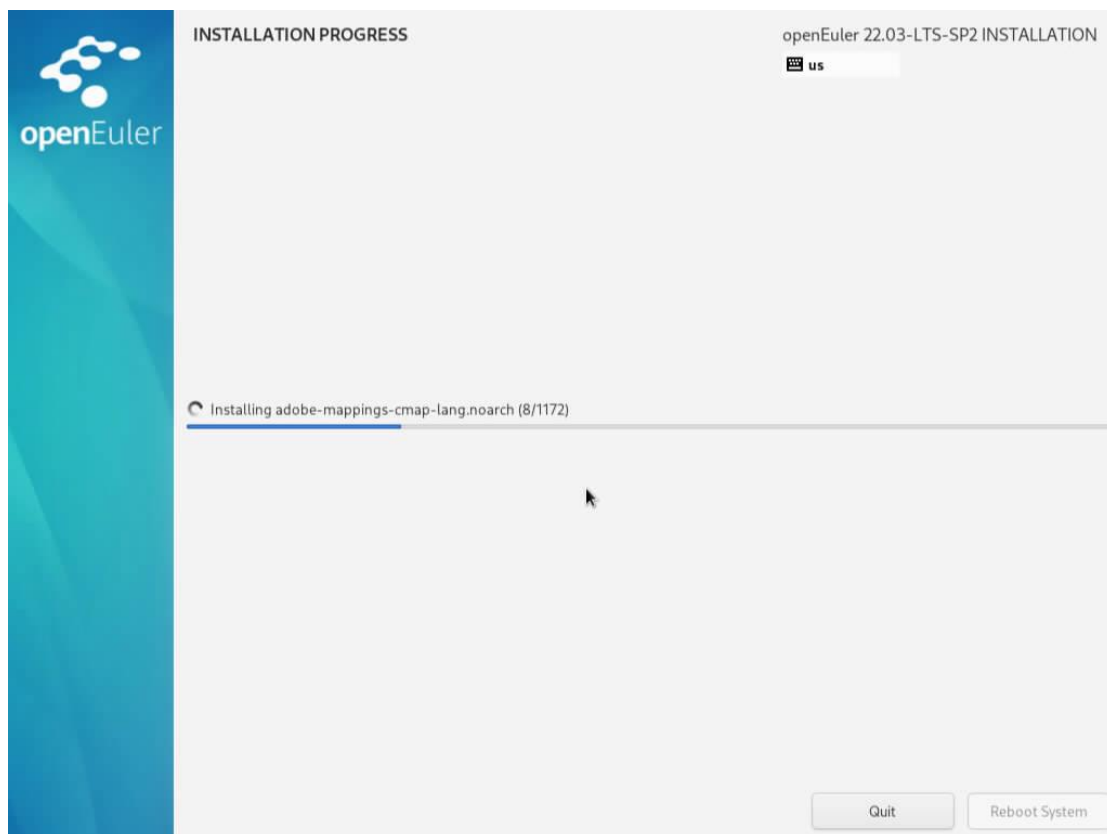 openEuler
INSTALLATION PROGRESS
openEuler 22.03-LTS-SP2 INSTALLATION
us
Installing adobe-mappings-cmap-lang.noarch (8/1172)
Quit
Reboot System